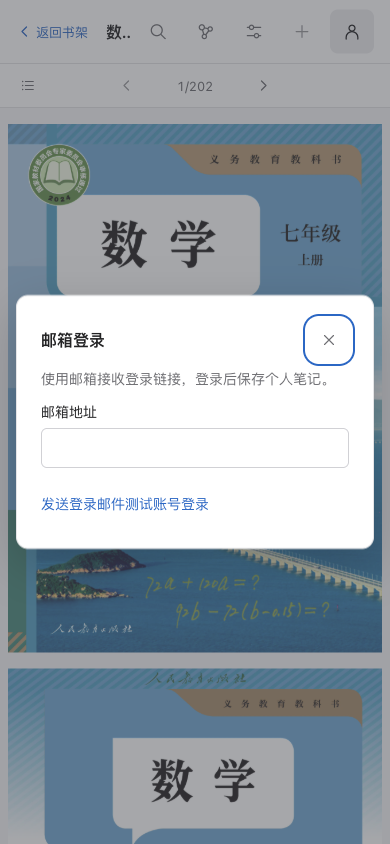 返回书架
数..
1/202
义务教育教科书
2024
数学
七年级
上册
邮箱登录
使用邮箱接收登录链接，登录后保存个人笔记。
邮箱地址
发送登录邮件测试账号登录
72a+120a=?
92b-72(b-0.15)=?
人民教育出版社
人民教育出版社
义务教育教科书
数学